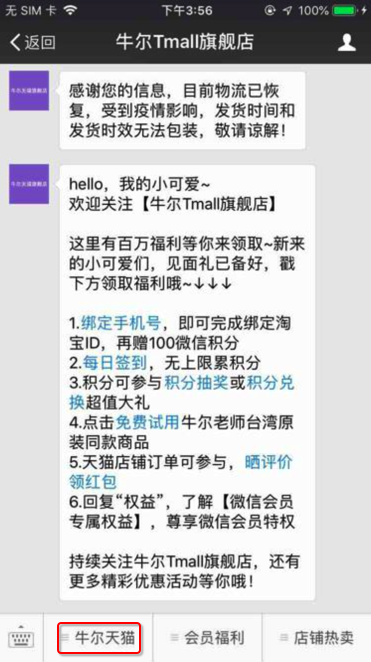 无 SIM 卡 下午3:56 100%
返回 牛尔Tmall旗舰店
感谢您的信息，目前物流已恢
复，受到疫情影响，发货时间和
发货时效无法包装，敬请谅解！
hello，我的小可爱~
欢迎关注【牛尔Tmall旗舰店】
这里有百万福利等你来领取~新来
的小可爱们，见面礼已备好，戳
下方领取福利哦~↓↓↓
1.绑定手机号，即可完成绑定淘
宝ID，再赠100微信积分
2.每日签到，无上限累积分
3.积分可参与积分抽奖或积分兑
换超值大礼
4.点击免费试用牛尔老师台湾原
装同款商品
5.天猫店铺订单可参与，晒评价
领红包
6.回复“权益”，了解【微信会员
专属权益】，尊享微信会员特权
持续关注牛尔Tmall旗舰店，还有
更多精彩优惠活动等你哦！
牛尔天猫 会员福利 店铺热卖